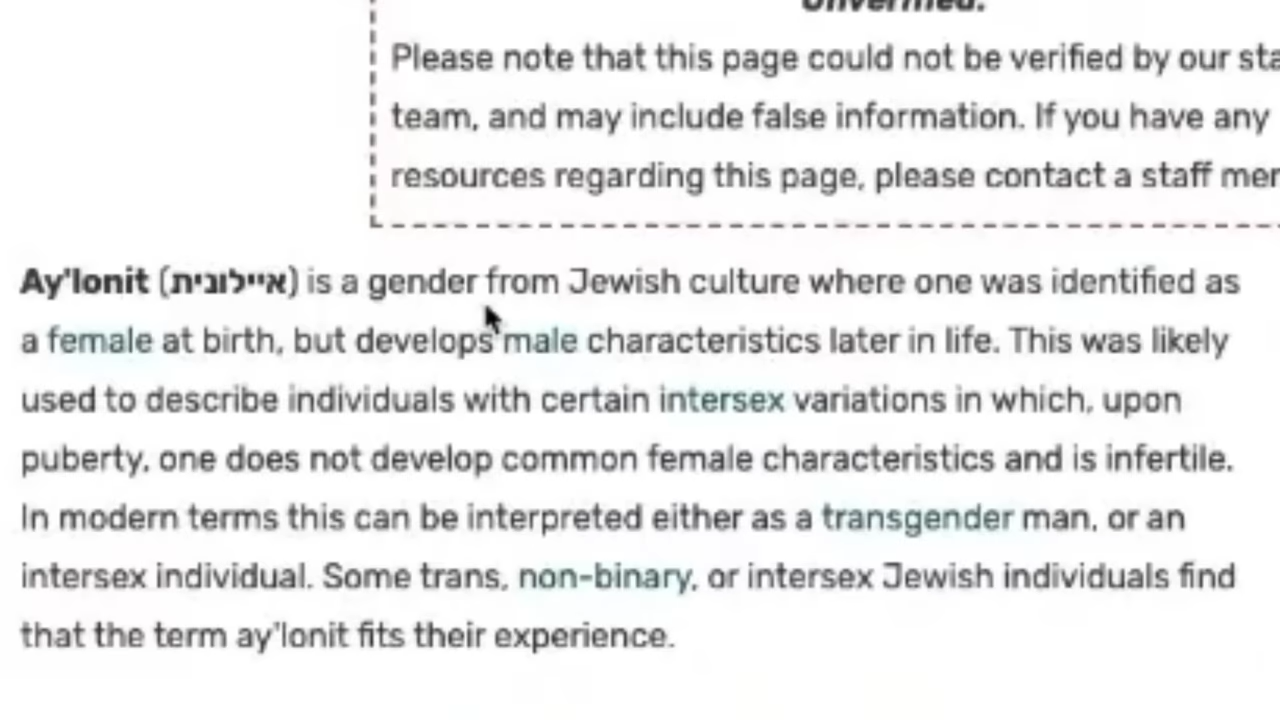 Unverified.
Please note that this page could not be verified by our
team, and may include false information. If you have any
resources regarding this page, please contact a staff
Ay'lonit (איילונית) is a gender from Jewish culture where one was identified as
a female at birth, but develops male characteristics later in life. This was likely
used to describe individuals with certain intersex variations in which, upon
puberty, one does not develop common female characteristics and is infertile.
In modern terms this can be interpreted either as a transgender man, or an
intersex individual. Some trans, non-binary, or intersex Jewish individuals find
that the term ay'lonit fits their experience.